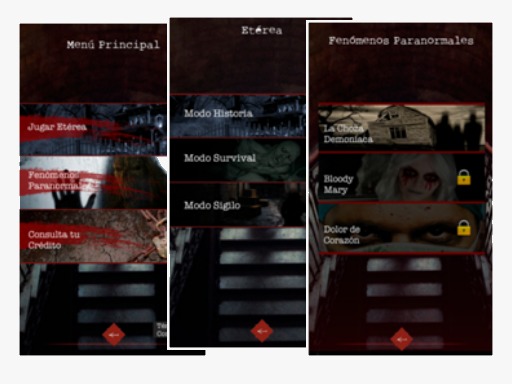 Menú Principal
Jugar Etérea
Fenómenos
Paranormales
Consulta tu
Crédito
Etérea
Modo Historia
Modo Survival
Modo Sigilo
Fenómenos Paranormales
La Choza
Demoníaca
Bloody
Mary
Dolor de
Corazón